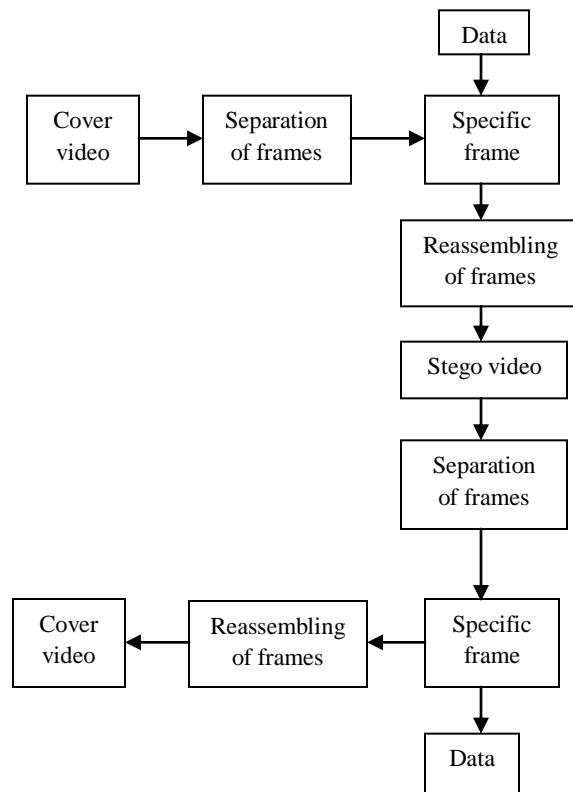 Data
Cover
video
Separation
of frames
Specific
frame
Reassembling
of frames
Stego video
Separation
of frames
Cover
video
Reassembling
of frames
Specific
frame
Data